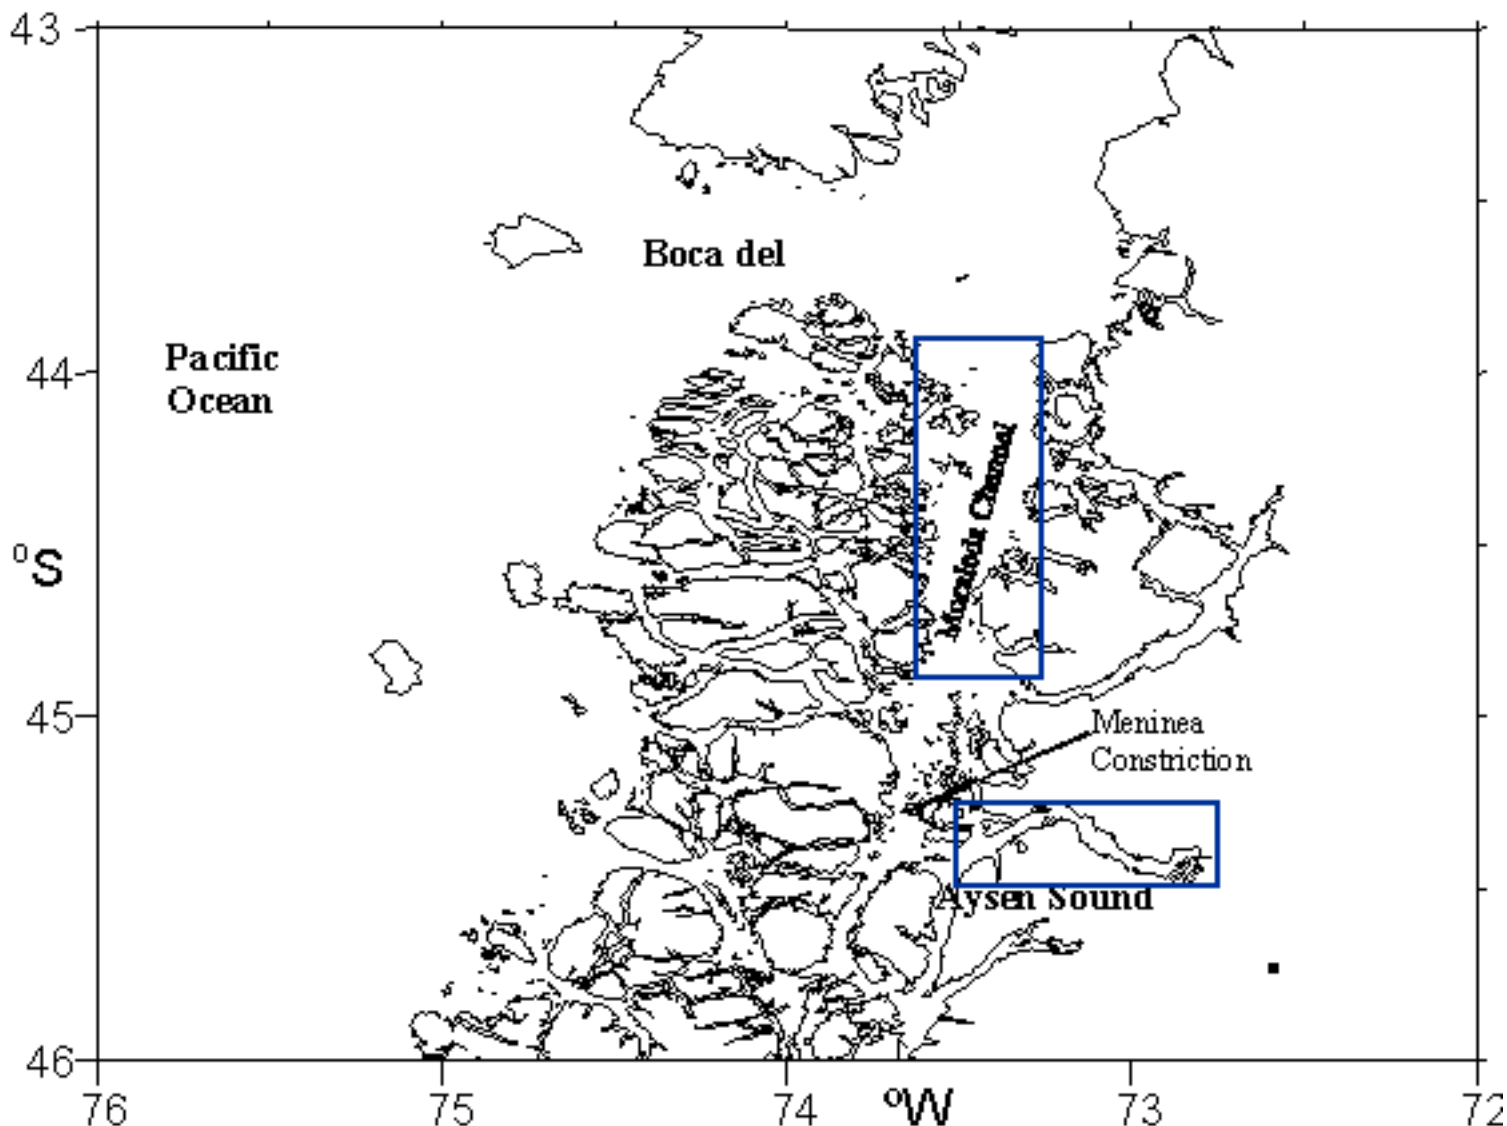 43
Boca del
Pacific
Ocean
44
Moraleda Channel
°S
45
Meninea
Constriction
Aysen Sound
46
76
75
74
°W
73
72